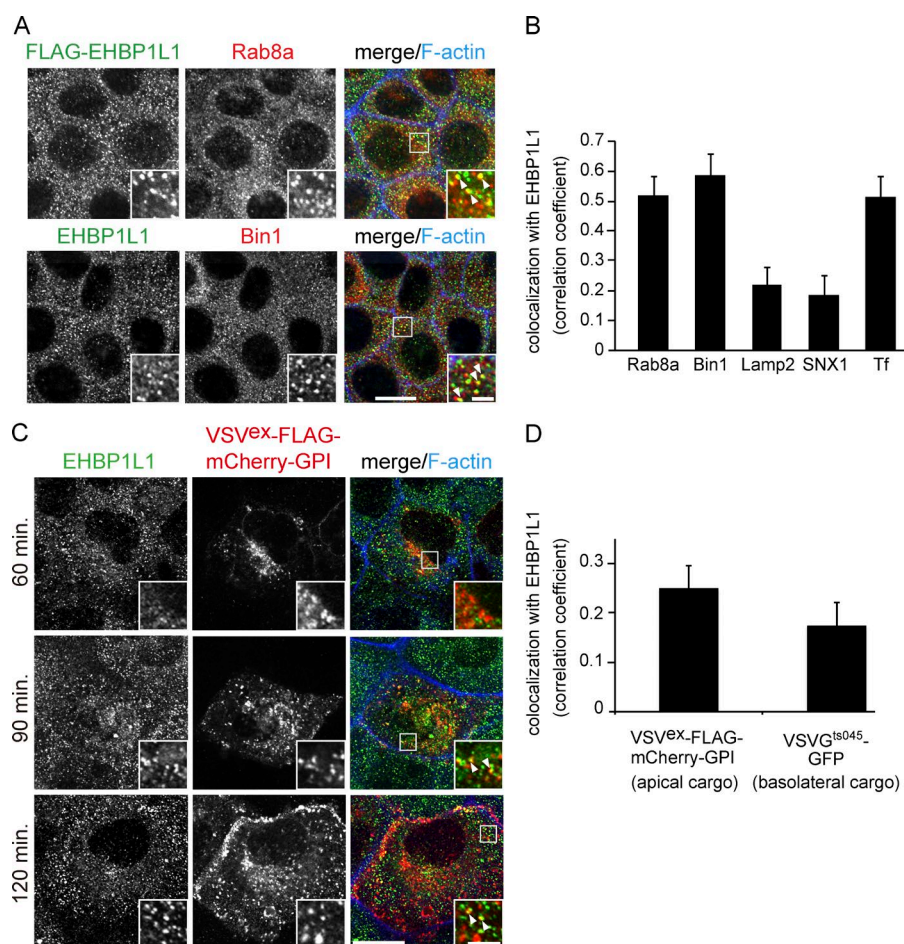 A
FLAG-EHBP1L1 Rab8a merge/F-actin
EHBP1L1 Bin1 merge/F-actin
B
colocalization with EHBP1L1
(correlation coefficient)
0.7
0.6
0.5
0.4
0.3
0.2
0.1
0
Rab8a Bin1 Lamp2 SNX1 Tf
C
EHBP1L1 VSVex-FLAG-
mCherry-GPI merge/F-actin
60 min.
90 min.
120 min.
D
colocalization with EHBP1L1
(correlation coefficient)
0.3
0.2
0.1
0
VSVex-FLAG-
mCherry-GPI
(apical cargo)
VSVGts045-
GFP
(basolateral cargo)